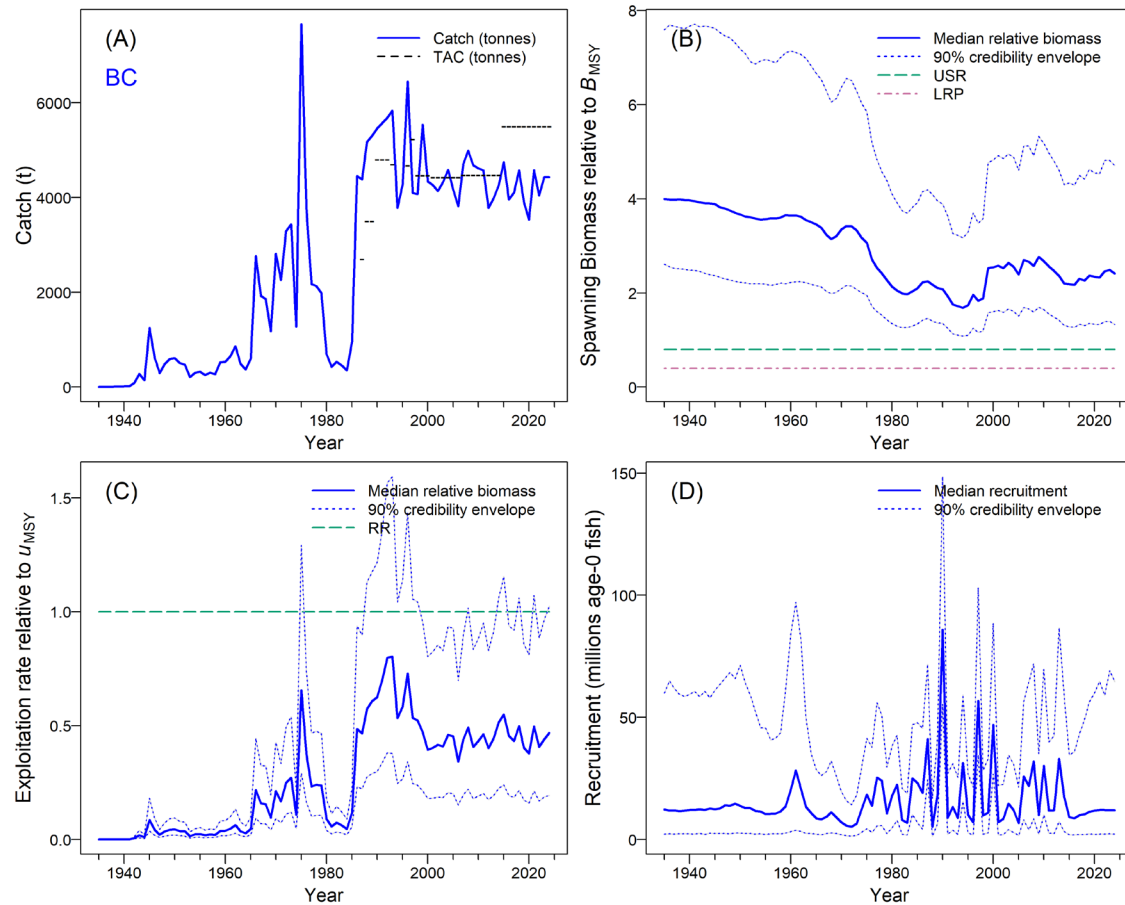 (A)
BC
Catch (tonnes)
TAC (tonnes)
Catch (t)
0
2000
4000
6000
1940
1960
1980
2000
2020
Year
(B)
Median relative biomass
90% credibility envelope
USR
LRP
Spawning Biomass relative to B_MSY
0
2
4
6
8
1940
1960
1980
2000
2020
Year
(C)
Median relative biomass
90% credibility envelope
RR
Exploitation rate relative to u_MSY
0.0
0.5
1.0
1.5
1940
1960
1980
2000
2020
Year
(D)
Median recruitment
90% credibility envelope
Recruitment (millions age-0 fish)
0
50
100
150
1940
1960
1980
2000
2020
Year